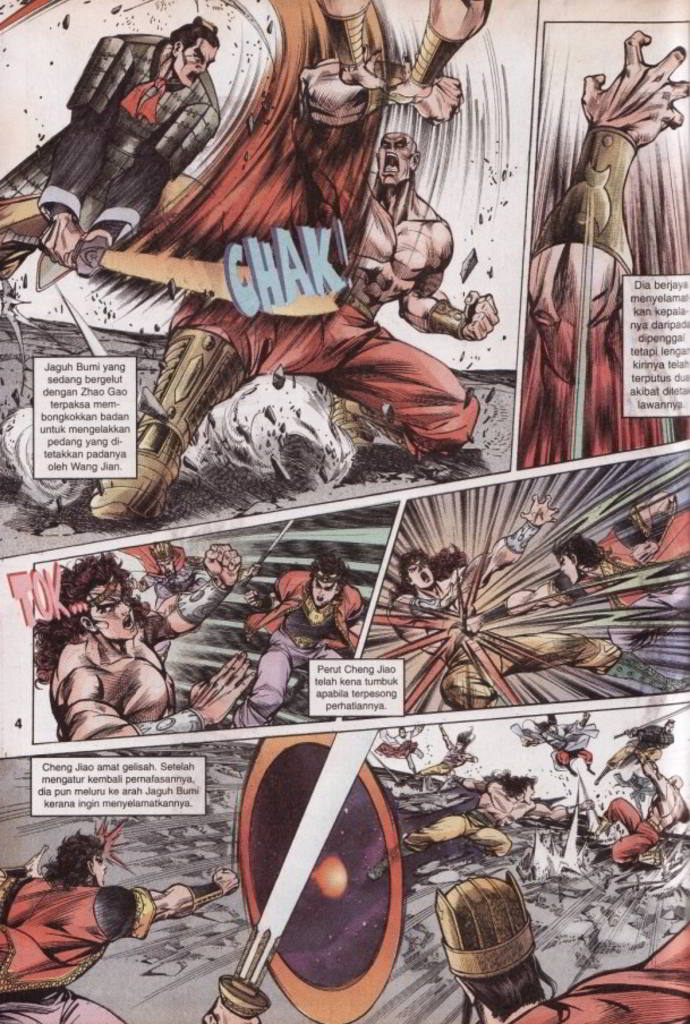 CHAK!
Jaguh Bumi yang
sedang bergelut
dengan Zhao Gao
terpaksa mem-
bongkokkan badan
untuk mengelakkan
pedang yang di-
tetakkan padanya
oleh Wang Jian.
Dia berjaya
menyelamat-
kan kepala-
nya daripada
dipenggal
tetapi lengan
kirinya telah
terputus dua
akibat ditetak
lawannya.
TOK...
Perut Cheng Jiao
telah kena tumbuk
apabila terpesong
perhatiannya.
4
Cheng Jiao amat gelisah. Setelah
mengatur kembali pernafasannya,
dia pun meluru ke arah Jaguh Bumi
kerana ingin menyelamatkannya.